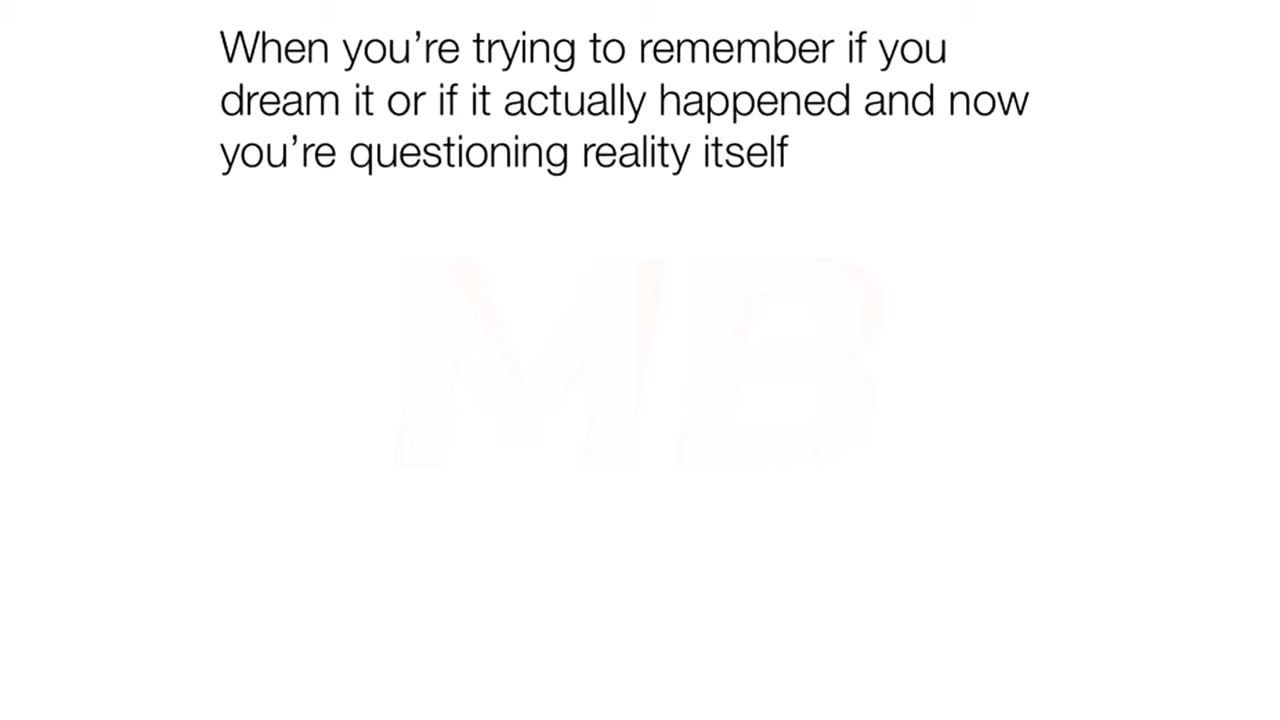 When you’re trying to remember if you
dream it or if it actually happened and now
you’re questioning reality itself
MB